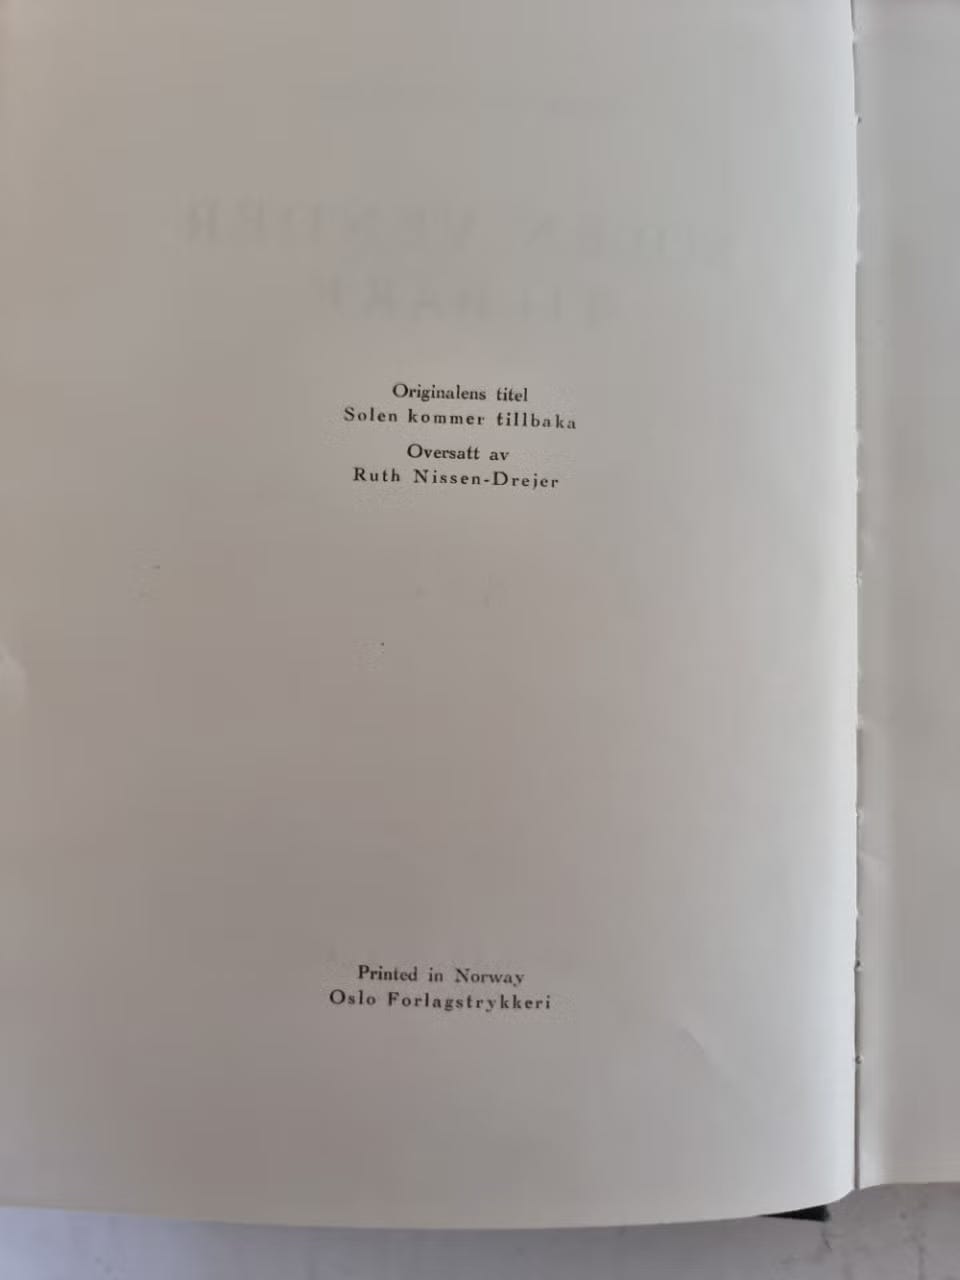 Originalens titel
Solen kommer tillbaka
Oversatt av
Ruth Nissen-Drejer
Printed in Norway
Oslo Forlagstrykkeri